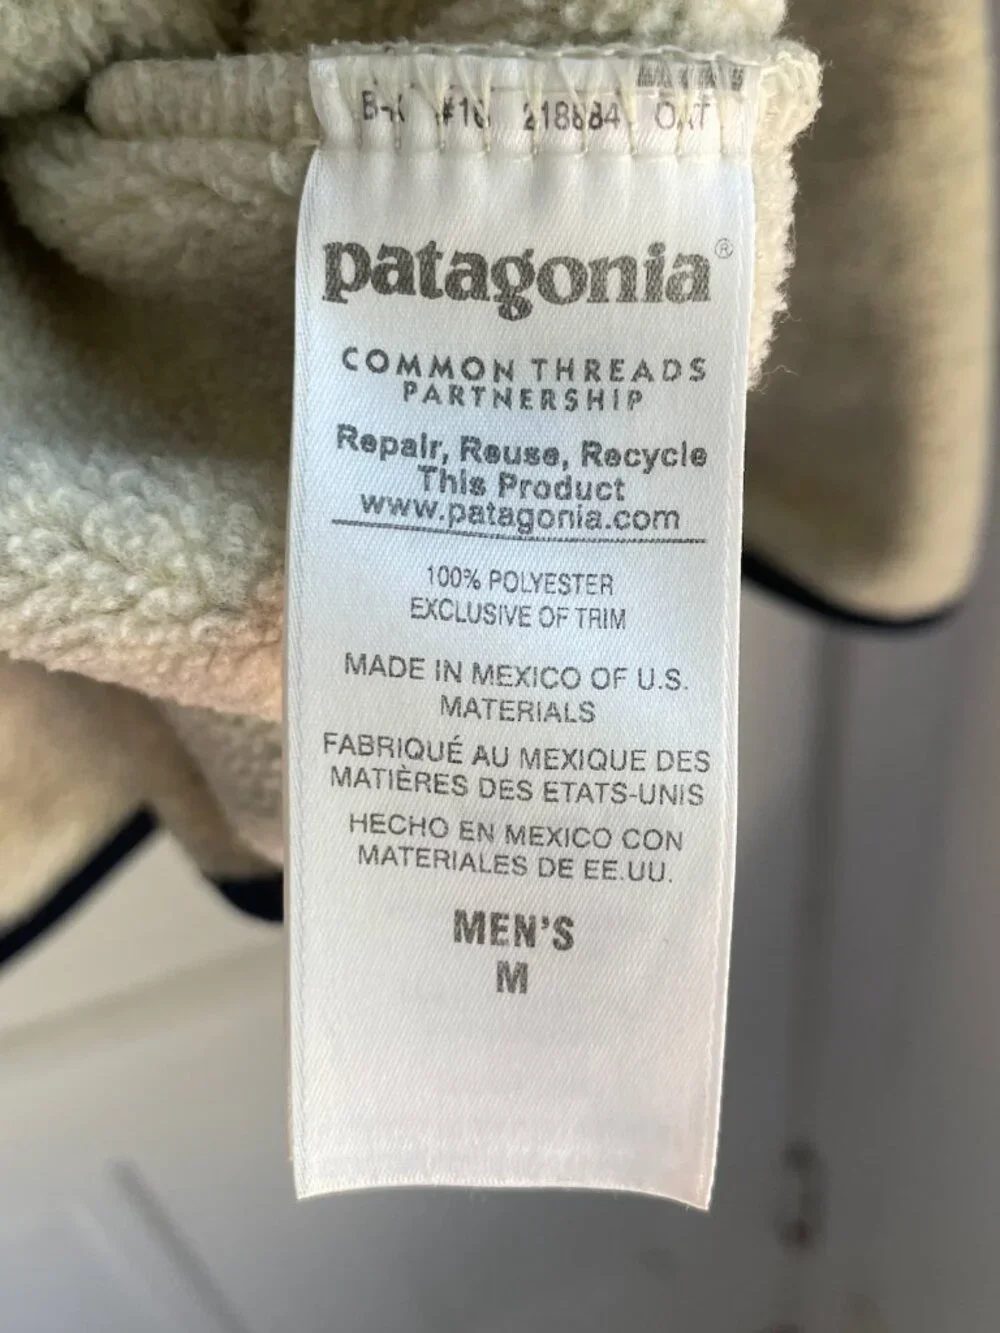 patagonia®
COMMON THREADS
PARTNERSHIP
Repair, Reuse, Recycle
This Product
www.patagonia.com
100% POLYESTER
EXCLUSIVE OF TRIM
MADE IN MEXICO OF U.S.
MATERIALS
FABRIQUÉ AU MEXIQUE DES
MATIÈRES DES ETATS-UNIS
HECHO EN MEXICO CON
MATERIALES DE EE.UU.
MEN'S
M